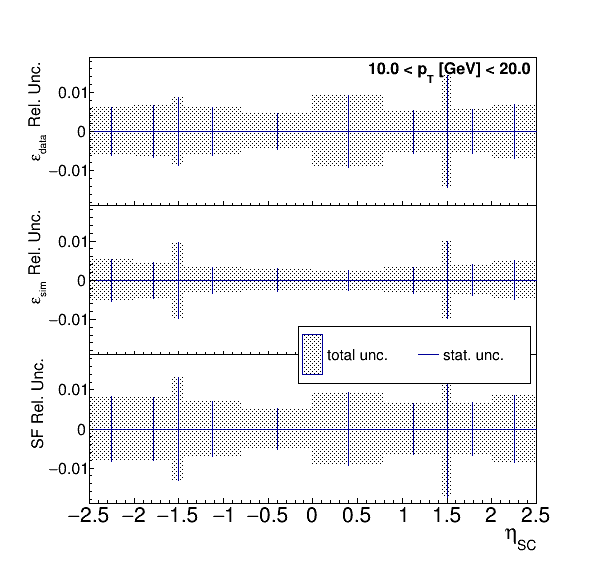 10.0 < p_T [GeV] < 20.0
ε_data Rel. Unc.
0.01
0
−0.01
ε_sim Rel. Unc.
0.01
0
−0.01
total unc. stat. unc.
SF Rel. Unc.
0.01
0
−0.01
−2.5 −2 −1.5 −1 −0.5 0 0.5 1 1.5 2 2.5
η_SC